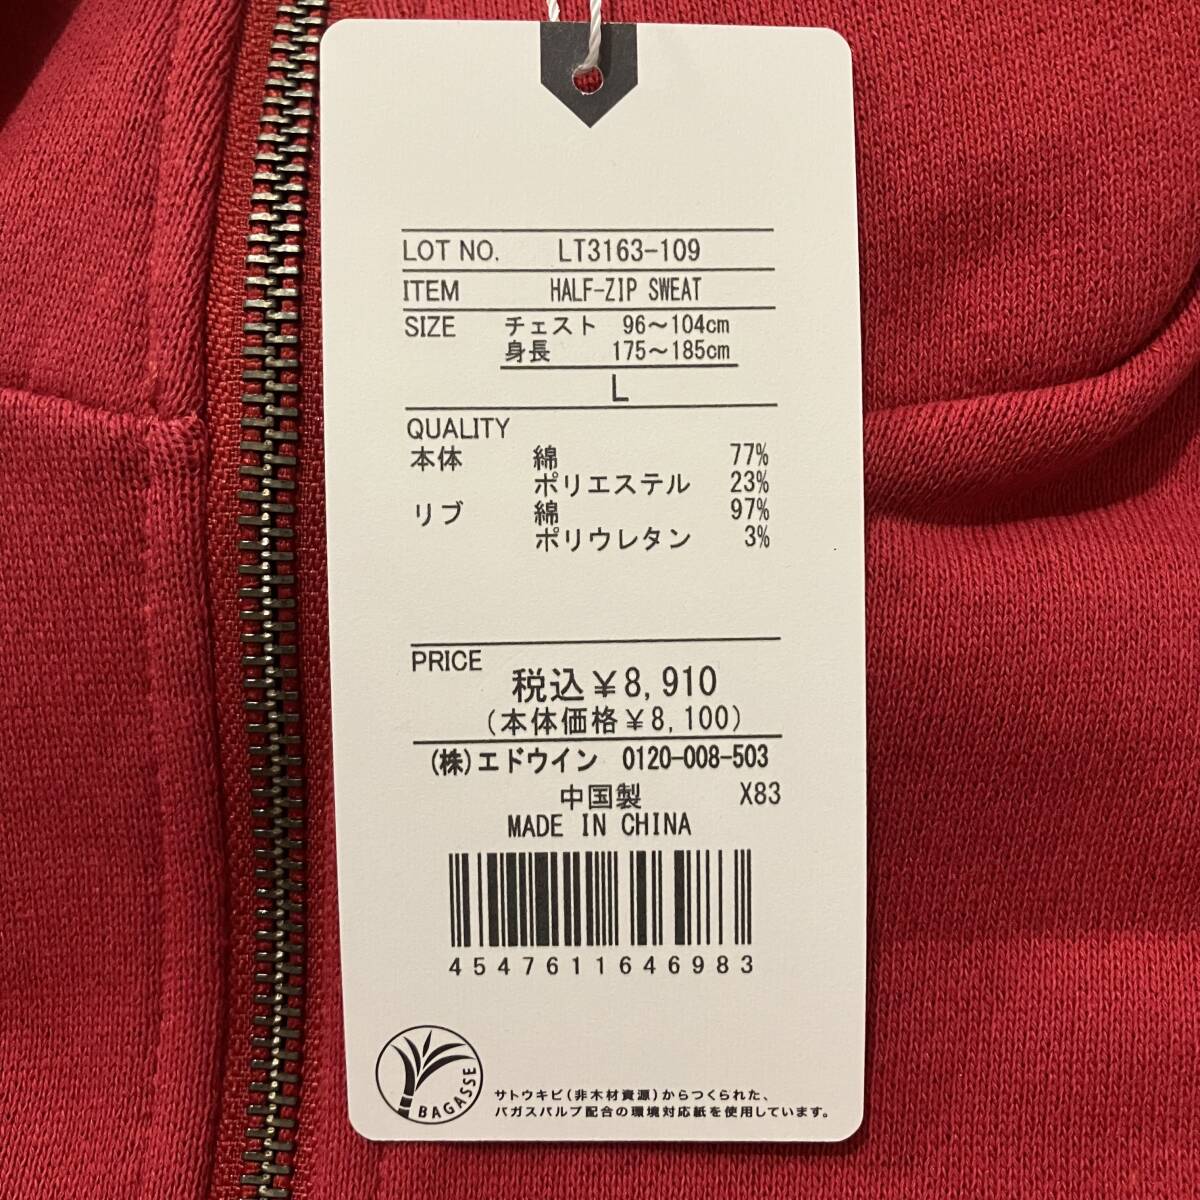 LOT NO. LT3163-109
ITEM HALF-ZIP SWEAT
SIZE チェスト 96～104cm
身長 175～185cm
L
QUALITY
本体 綿 77%
ポリエステル 23%
リブ 綿 97%
ポリウレタン 3%
PRICE
税込￥8,910
(本体価格￥8,100)
(株)エドウイン 0120-008-503
中国製 X83
MADE IN CHINA
4547611646983
BAGASSE
サトウキビ(非木材資源)からつくられた、
バガスパルプ配合の環境対応紙を使用しています。